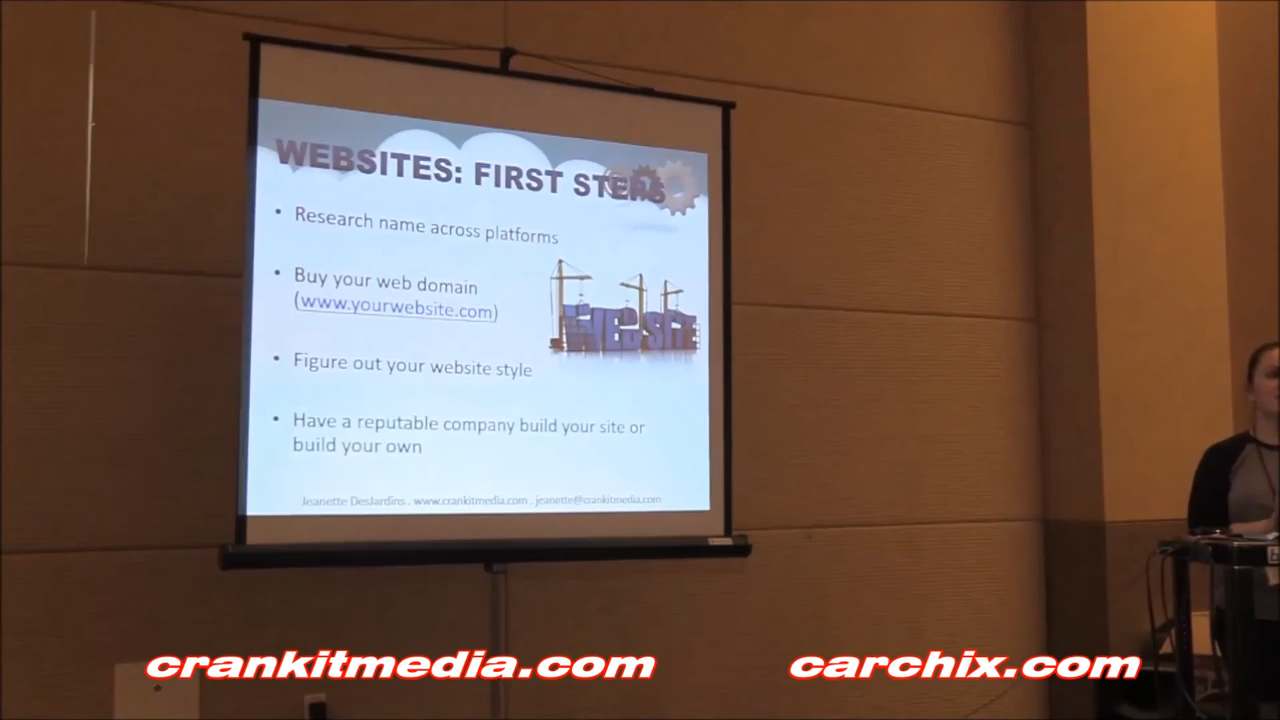 WEBSITES: FIRST STEPS
• Research name across platforms
• Buy your web domain
(www.yourwebsite.com)
WEBSITE
• Figure out your website style
• Have a reputable company build your site or
build your own
Jeanette DesJardins . www.crankitmedia.com . jeanette@crankitmedia.com
crankitmedia.com
carchix.com